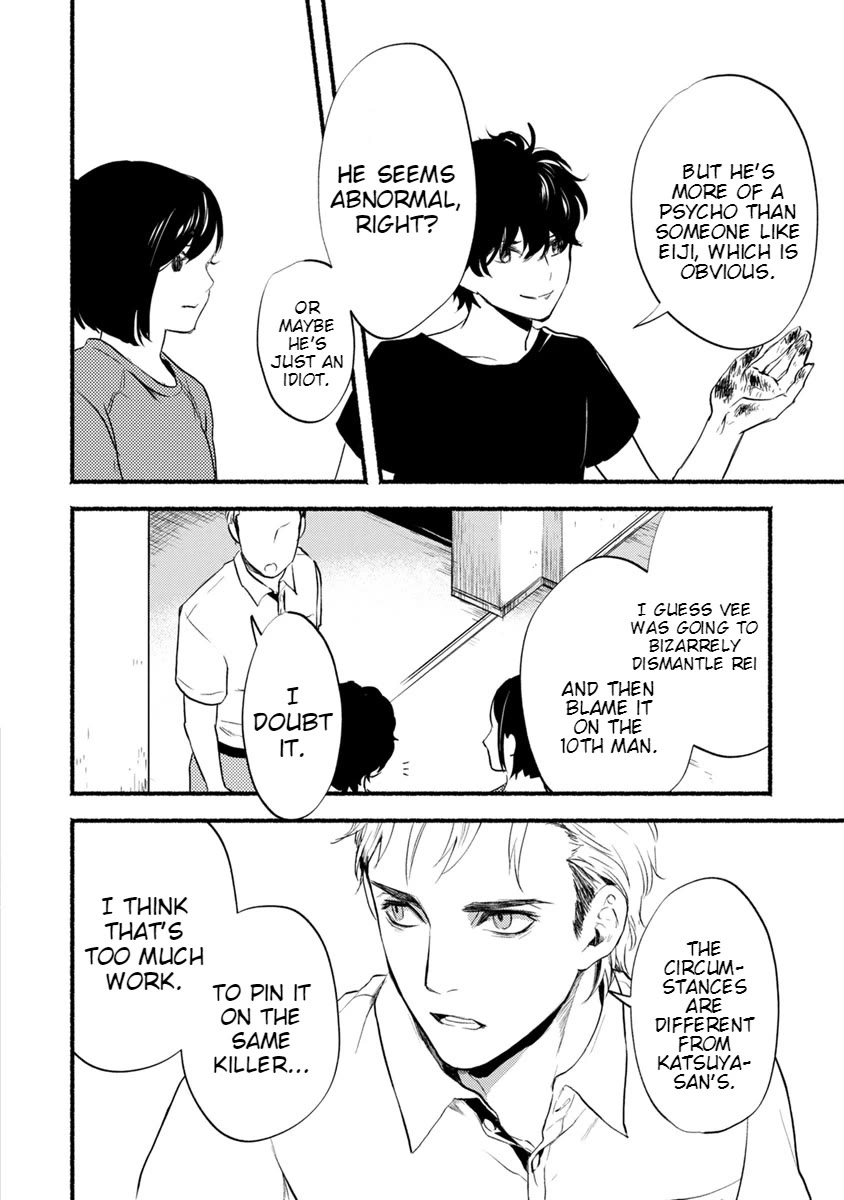 BUT HE'S
MORE OF A
PSYCHO THAN
SOMEONE LIKE
EIJI, WHICH IS
OBVIOUS.
HE SEEMS
ABNORMAL,
RIGHT?
OR
MAYBE
HE'S
JUST AN
IDIOT.
I GUESS VEE
WAS GOING TO
BIZARRELY
DISMANTLE REI
AND THEN
BLAME IT
ON THE
10TH MAN.
I
DOUBT
IT.
THE
CIRCUM-
STANCES
ARE
DIFFERENT
FROM
KATSUYA-
SAN'S.
TO PIN IT
ON THE
SAME
KILLER...
I THINK
THAT'S
TOO MUCH
WORK.